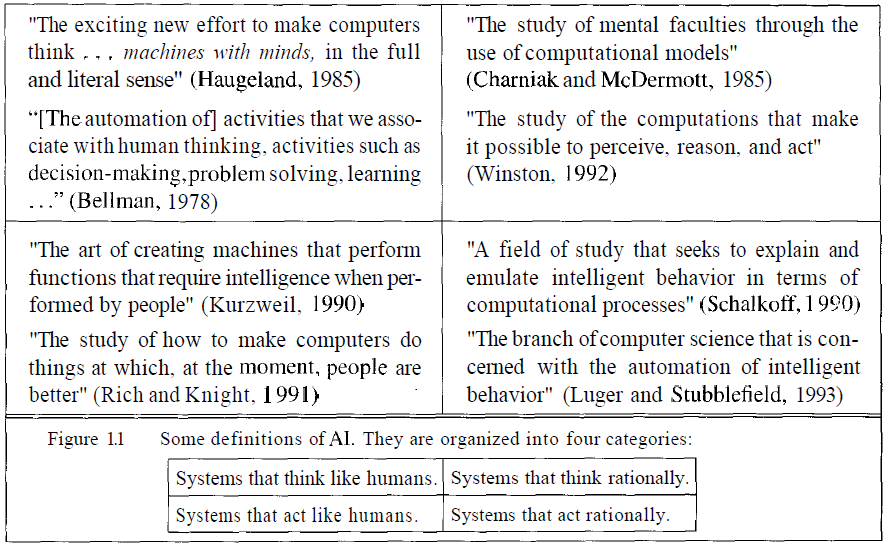 "The exciting new effort to make computers
think . . . machines with minds, in the full
and literal sense" (Haugeland, 1985)
"[The automation of] activities that we asso-
ciate with human thinking, activities such as
decision-making, problem solving, learning
..." (Bellman, 1978)
"The study of mental faculties through the
use of computational models"
(Charniak and McDermott, 1985)
"The study of the computations that make
it possible to perceive, reason, and act"
(Winston, 1992)
"The art of creating machines that perform
functions that require intelligence when per-
formed by people" (Kurzweil, 1990)
"The study of how to make computers do
things at which, at the moment, people are
better" (Rich and Knight, 1991)
"A field of study that seeks to explain and
emulate intelligent behavior in terms of
computational processes" (Schalkoff, 1990)
"The branch of computer science that is con-
cerned with the automation of intelligent
behavior" (Luger and Stubblefield, 1993)
Figure 1.1 Some definitions of AI. They are organized into four categories:
Systems that think like humans. Systems that think rationally.
Systems that act like humans. Systems that act rationally.